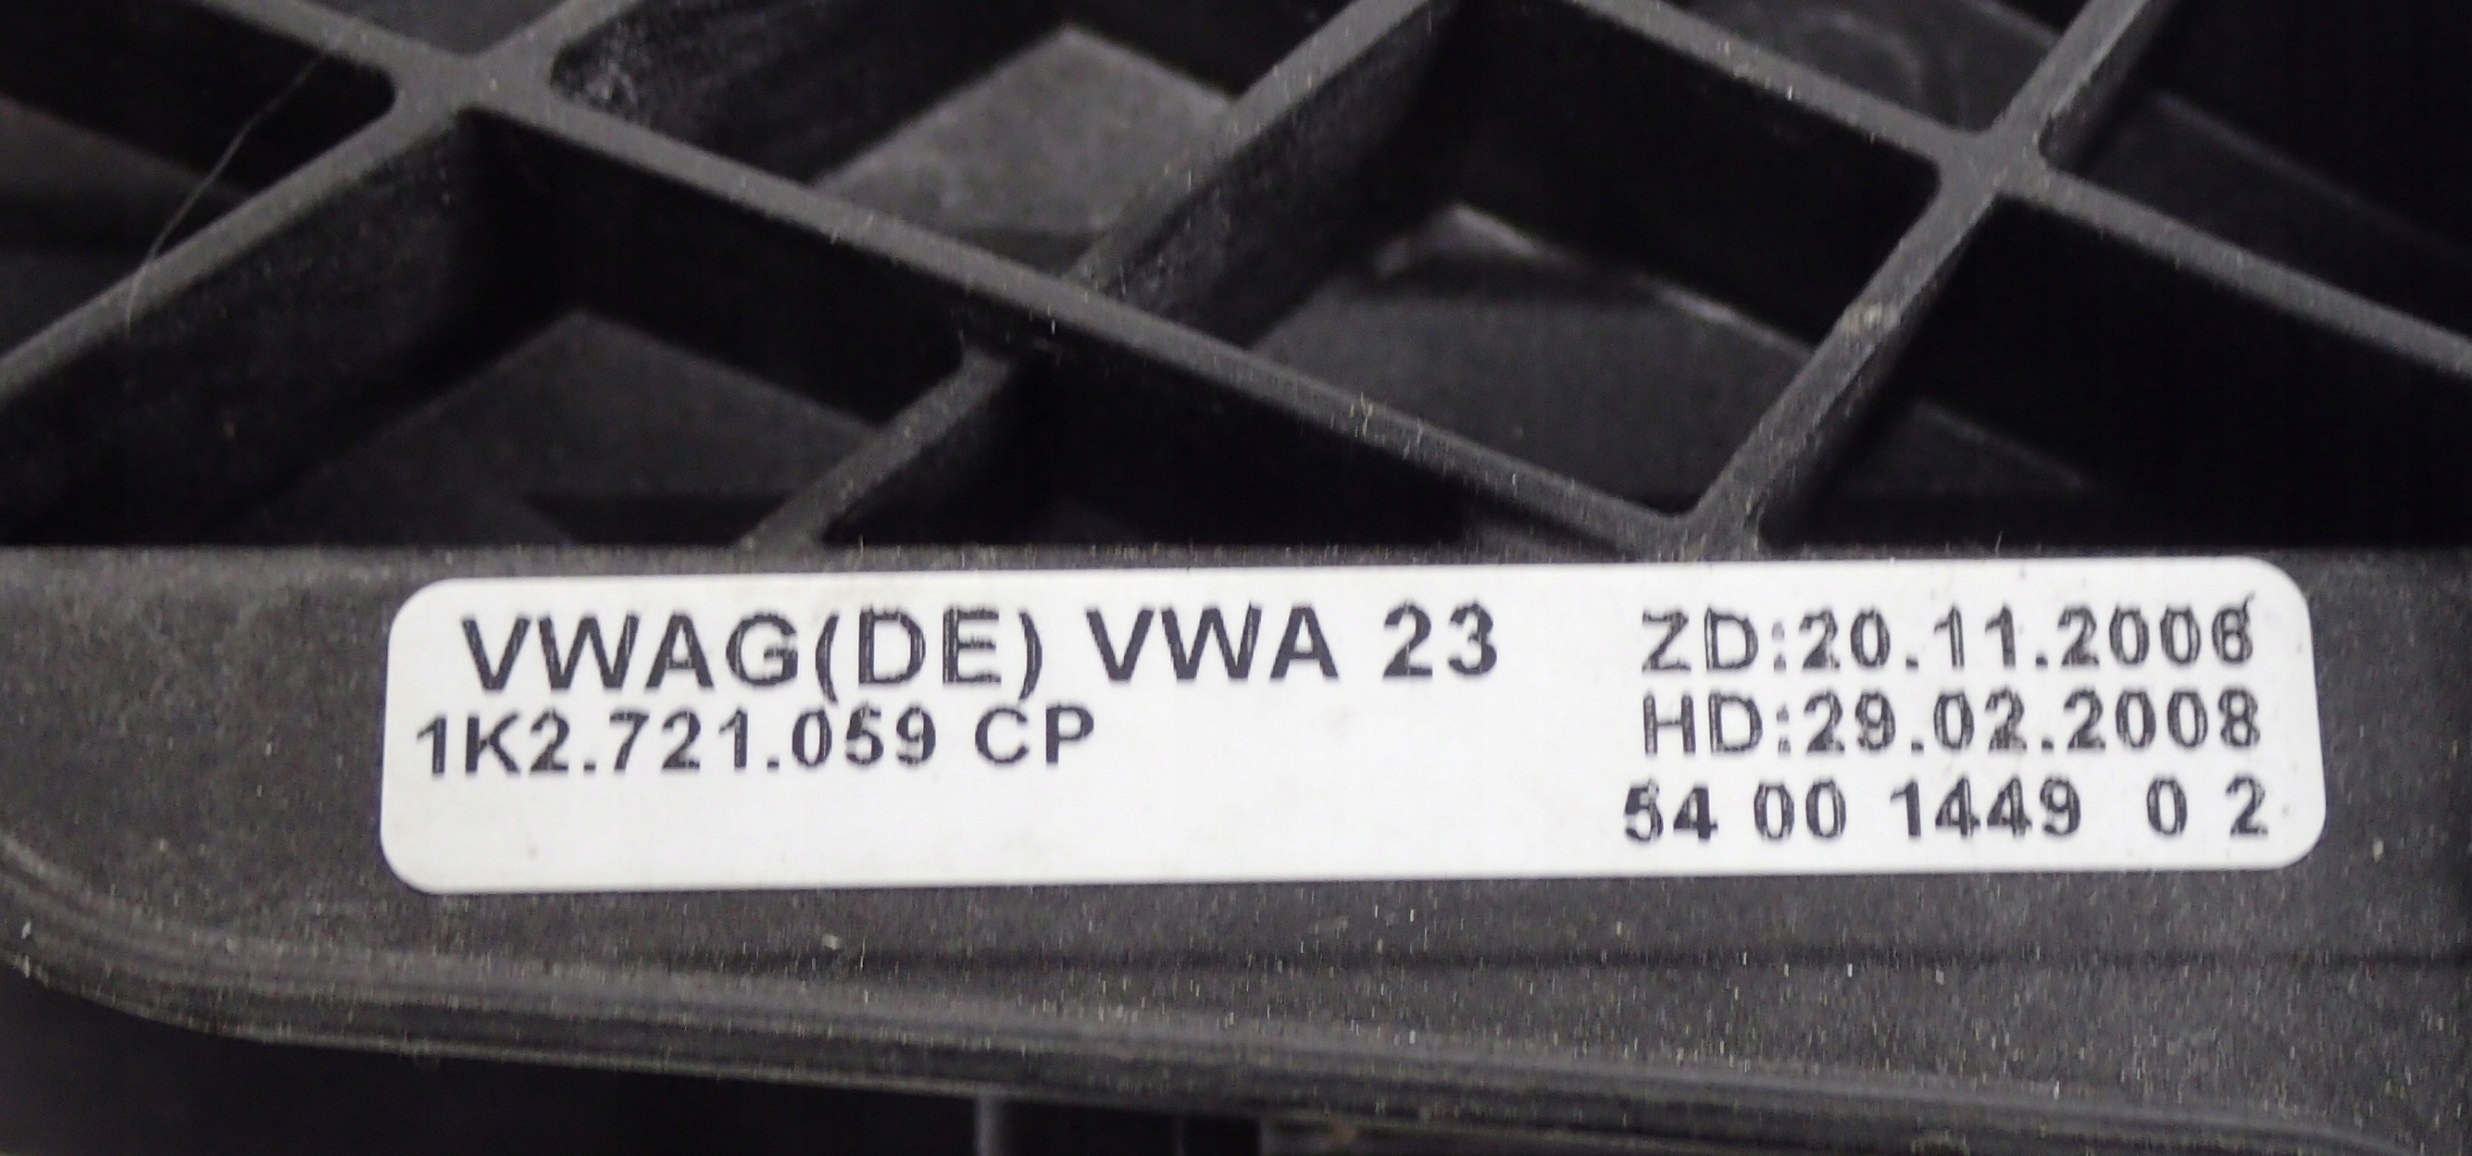 VWAG(DE) VWA 23
1K2.721.059 CP
ZD:20.11.2006
HD:29.02.2008
54 00 1449 0 2